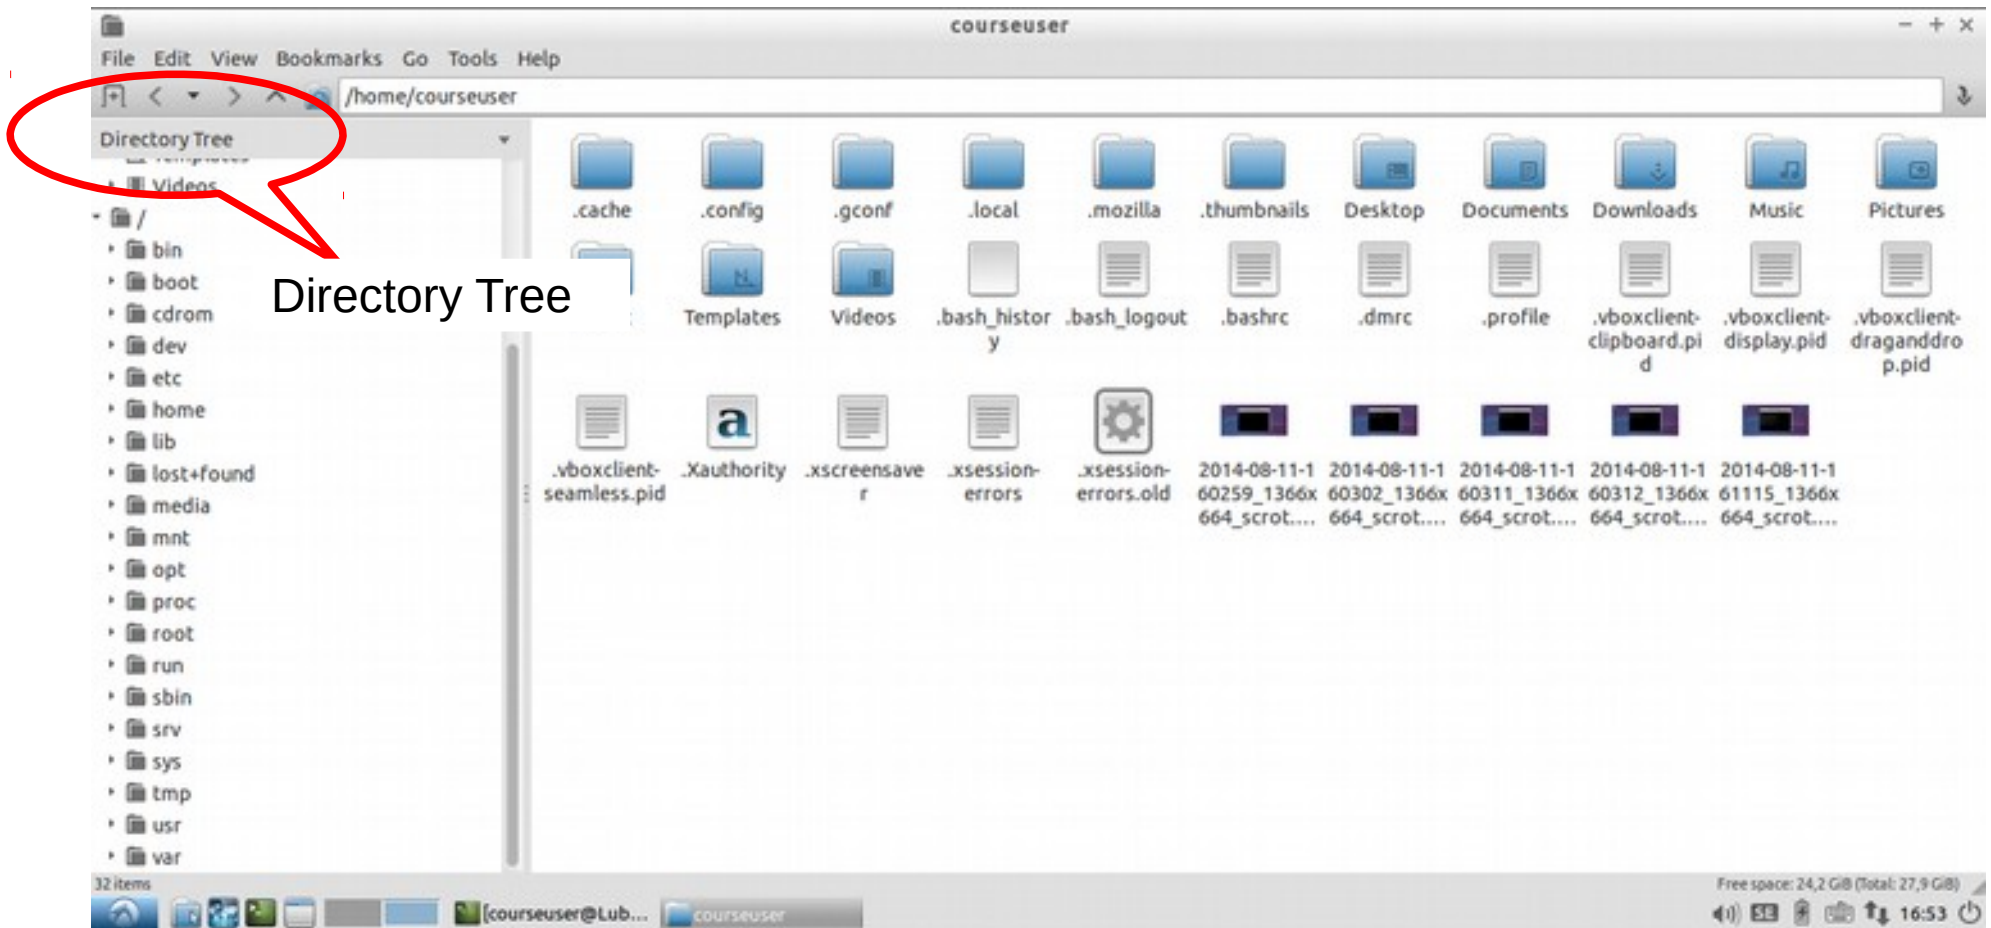 courseuser
File Edit View Bookmarks Go Tools Help
/home/courseuser
Directory Tree
Templates
Videos
/
bin
boot
cdrom
dev
etc
home
lib
lost+found
media
mnt
opt
proc
root
run
sbin
srv
sys
tmp
usr
var
Directory Tree
.cache .config .gconf .local .mozilla .thumbnails Desktop Documents Downloads Music Pictures
Templates Videos .bash_histor .bash_logout .bashrc .dmrc .profile .vboxclient- .vboxclient- .vboxclient-
y clipboard.pi display.pid draganddro
d p.pid
.vboxclient- .Xauthority .xscreensave .xsession- .xsession- 2014-08-11-1 2014-08-11-1 2014-08-11-1 2014-08-11-1 2014-08-11-1
seamless.pid r errors errors.old 60259_1366x 60302_1366x 60311_1366x 60312_1366x 61115_1366x
664_scrot.... 664_scrot.... 664_scrot.... 664_scrot.... 664_scrot....
32 items
Free space: 24,2 GiB (Total: 27,9 GiB)
[courseuser@Lub... courseuser
SE 16:53